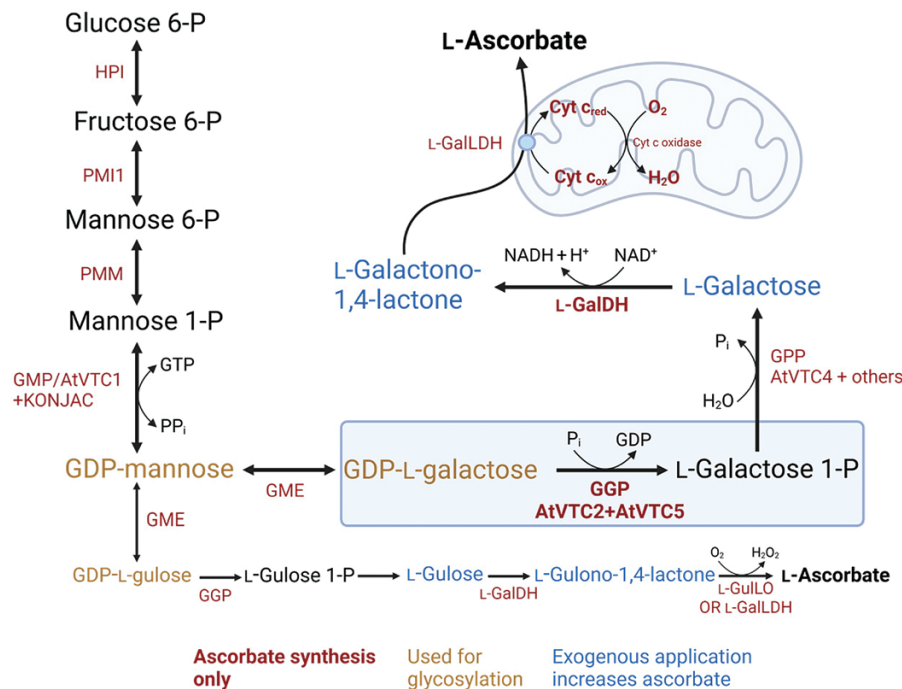 Glucose 6-P
HPI
Fructose 6-P
PMI1
Mannose 6-P
PMM
Mannose 1-P
GMP/AtVTC1
+KONJAC
GTP
PPi
GDP-mannose
GME
GDP-L-galactose
Pi
GDP
GGP
AtVTC2+AtVTC5
L-Galactose 1-P
H₂O
Pi
GPP
AtVTC4 + others
L-Galactose
NAD⁺
NADH + H⁺
L-GalDH
L-Galactono-
1,4-lactone
L-GalLDH
Cyt cred
O₂
Cyt c oxidase
Cyt cox
H₂O
L-Ascorbate
GME
GDP-L-gulose
GGP
L-Gulose 1-P
L-Gulose
L-GalDH
L-Gulono-1,4-lactone
O₂
H₂O₂
L-GulLO
OR L-GalLDH
L-Ascorbate
Ascorbate synthesis
only
Used for
glycosylation
Exogenous application
increases ascorbate